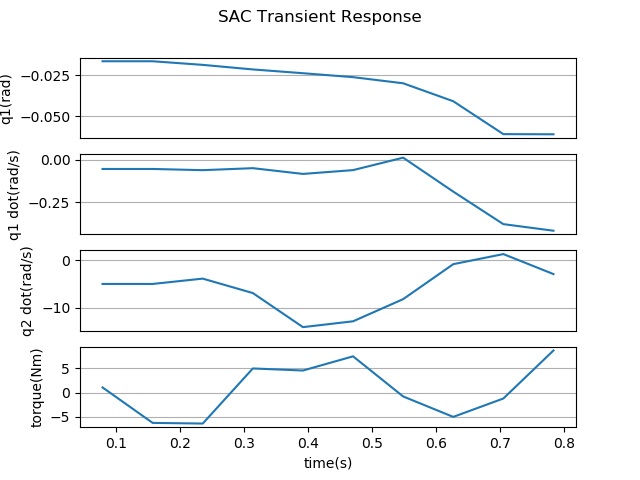 SAC Transient Response
q1(rad)
−0.025
−0.050
q1 dot(rad/s)
0.00
−0.25
q2 dot(rad/s)
0
−10
torque(Nm)
5
0
−5
0.1 0.2 0.3 0.4 0.5 0.6 0.7 0.8
time(s)